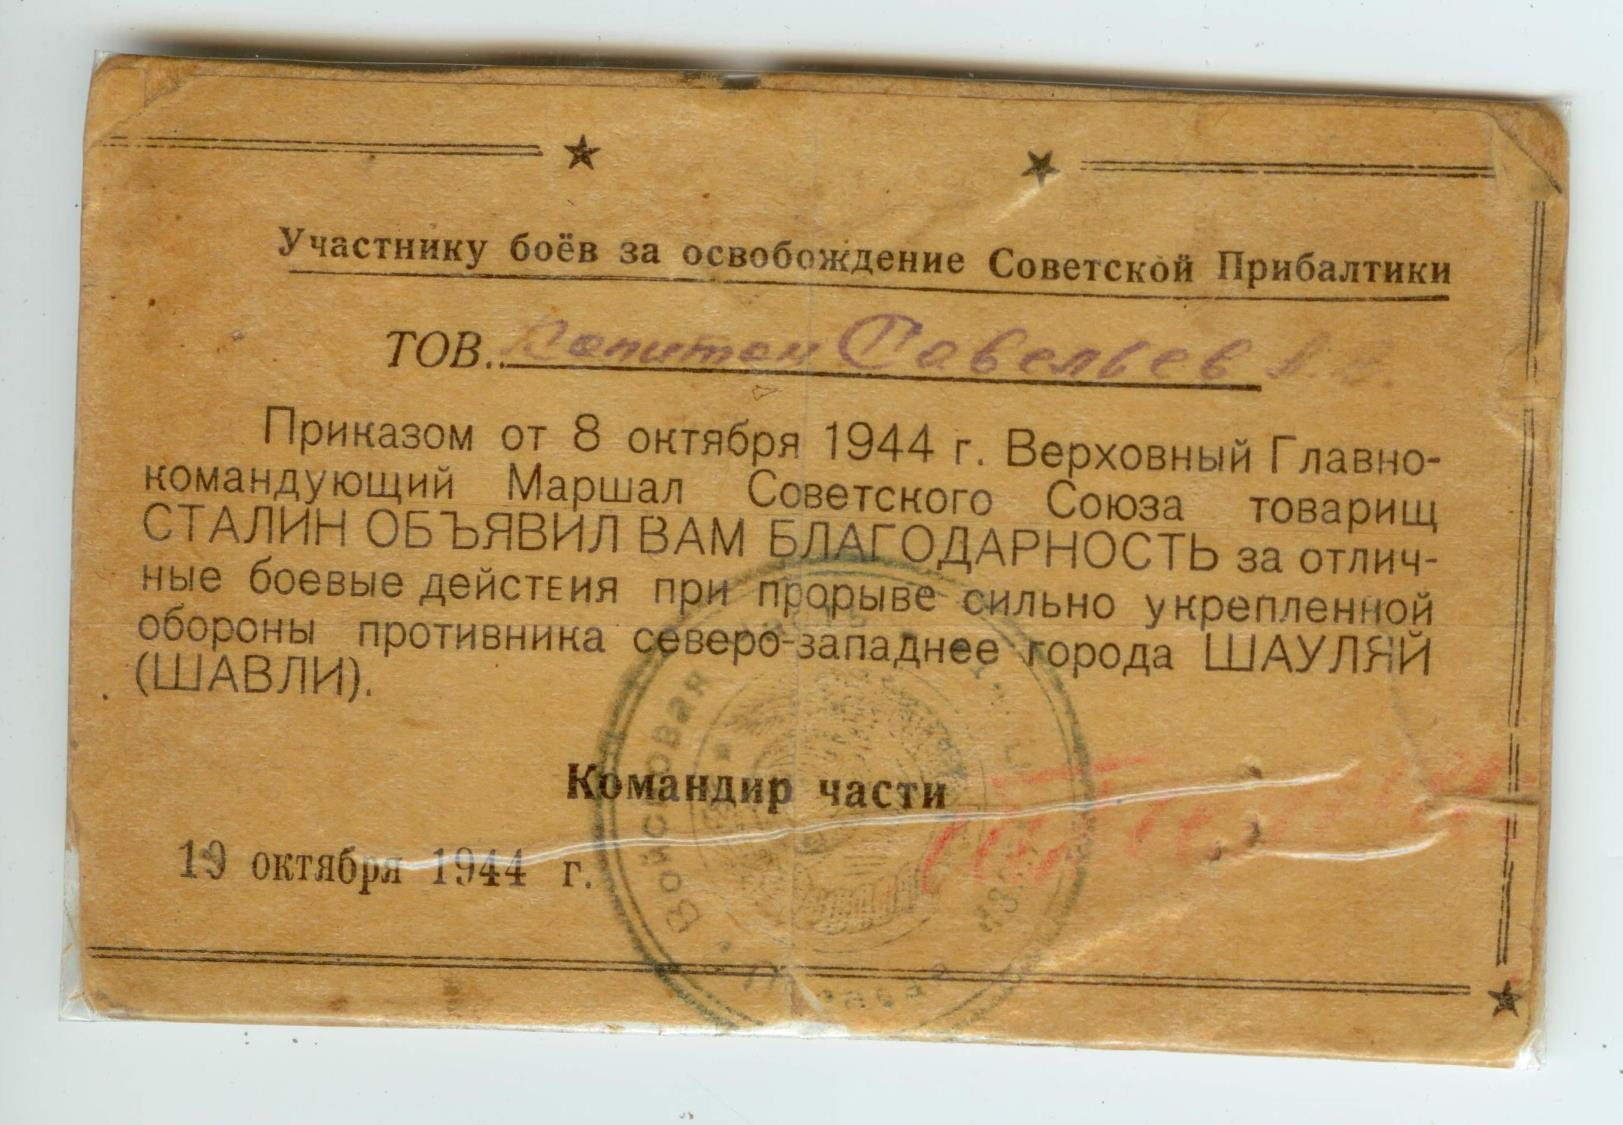 Участнику боёв за освобождение Советской Прибалтики
ТОВ. Капитан Савельев
Приказом от 8 октября 1944 г. Верховный Главно-
командующий Маршал Советского Союза товарищ
СТАЛИН ОБЪЯВИЛ ВАМ БЛАГОДАРНОСТЬ за отлич-
ные боевые действия при прорыве сильно укрепленной
обороны противника северо-западнее города ШАУЛЯЙ
(ШАВЛИ).
Командир части
19 октября 1944 г.
Войсковая